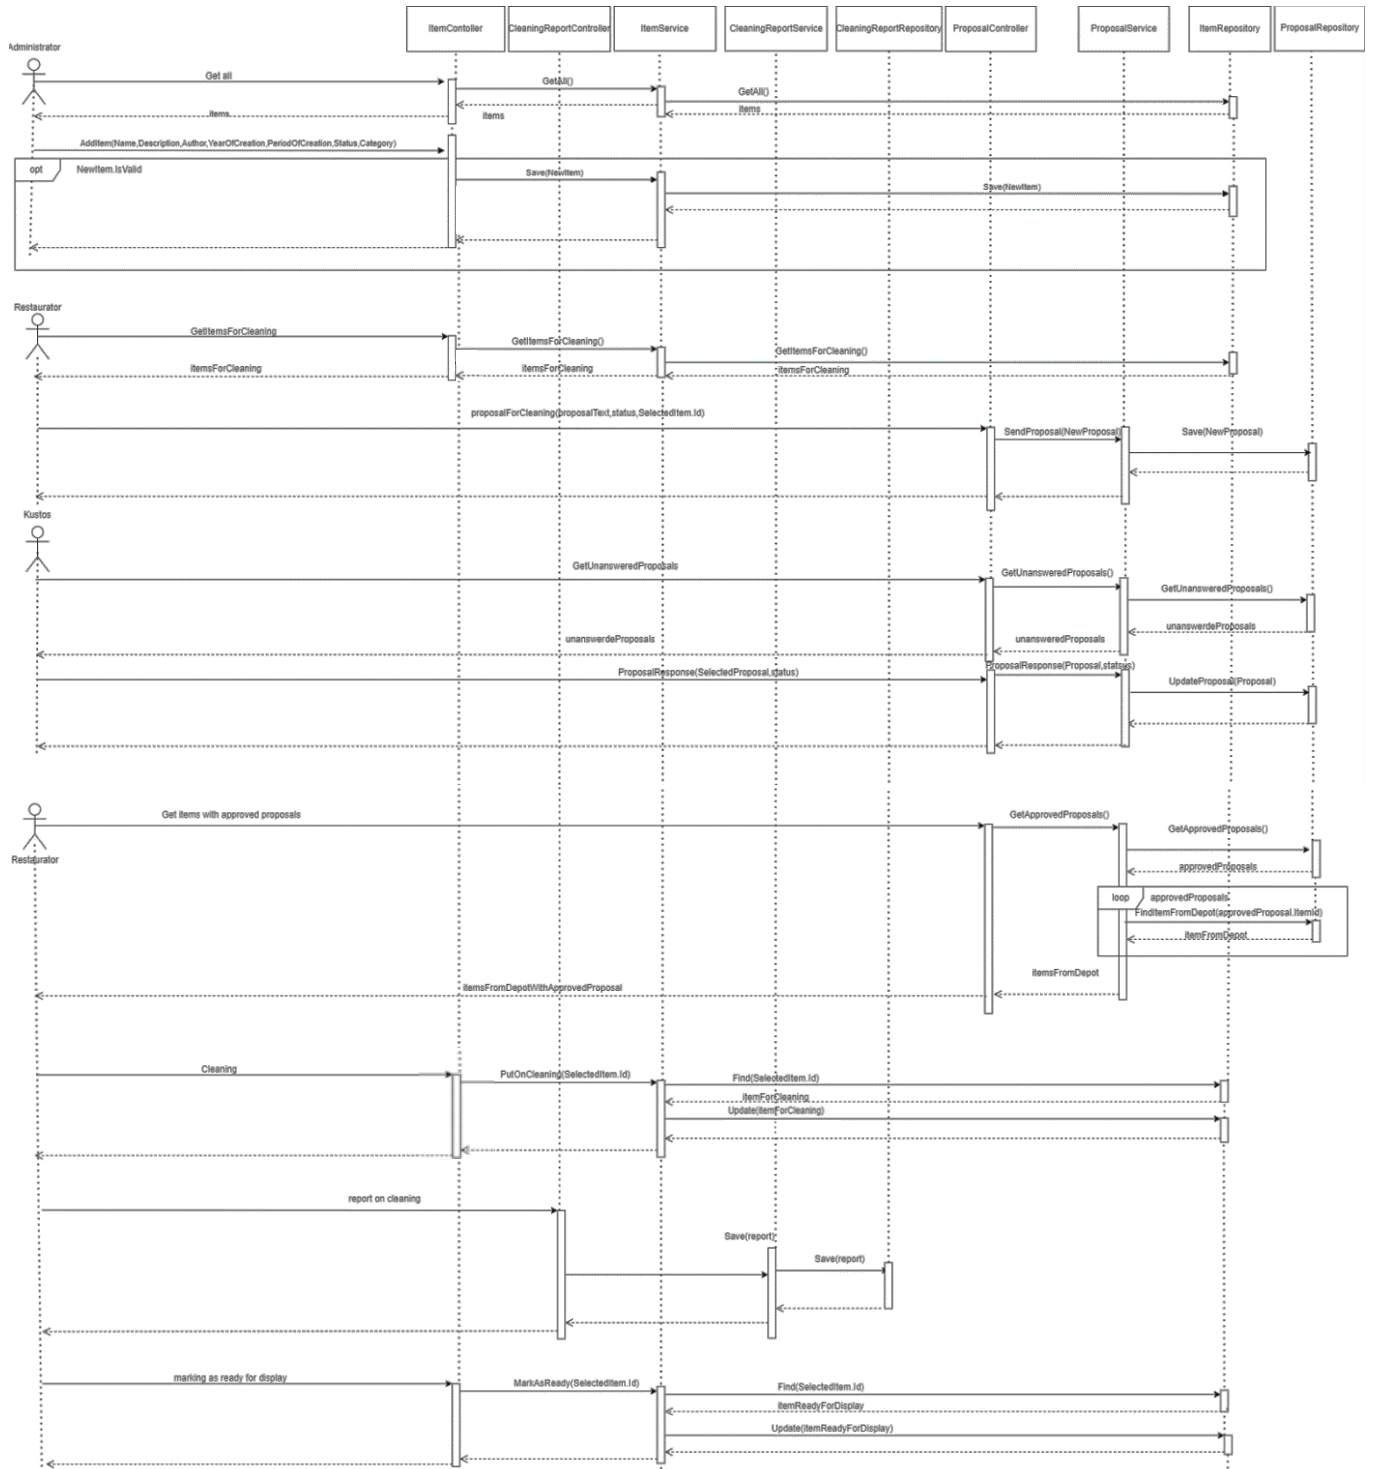 ItemContoller
CleaningReportController
ItemService
CleaningReportService
CleaningReportRepository
ProposalController
ProposalService
ItemRepository
ProposalRepository
Administrator
Get all
GetAll()
GetAll()
items
items
items
AddItem(Name,Description,Author,YearOfCreation,PeriodOfCreation,Status,Category)
opt
NewItem.IsValid
Save(NewItem)
Save(NewItem)
Restaurator
GetItemsForCleaning
GetItemsForCleaning()
GetItemsForCleaning()
itemsForCleaning
itemsForCleaning
itemsForCleaning
proposalForCleaning(proposalText,status,SelectedItem.Id)
SendProposal(NewProposal)
Save(NewProposal)
Kustos
GetUnansweredProposals
GetUnansweredProposals()
GetUnansweredProposals()
unanswerdeProposals
unansweredProposals
unanswerdeProposals
ProposalResponse(SelectedProposal,status)
ProposalResponse(Proposal,statsus)
UpdateProposal(Proposal)
Get items with approved proposals
GetApprovedProposals()
GetApprovedProposals()
Restaurator
approvedProposals
loop
approvedProposals
FindItemFromDepot(approvedProposal.ItemId)
itemFromDepot
itemsFromDepot
itemsFromDepotWithApprovedProposal
Cleaning
PutOnCleaning(SelectedItem.Id)
Find(SelectedItem.Id)
itemForCleaning
Update(itemForCleaning)
report on cleaning
Save(report)
Save(report)
marking as ready for display
MarkAsReady(SelectedItem.Id)
Find(SelectedItem.Id)
itemReadyForDisplay
Update(itemReadyForDisplay)